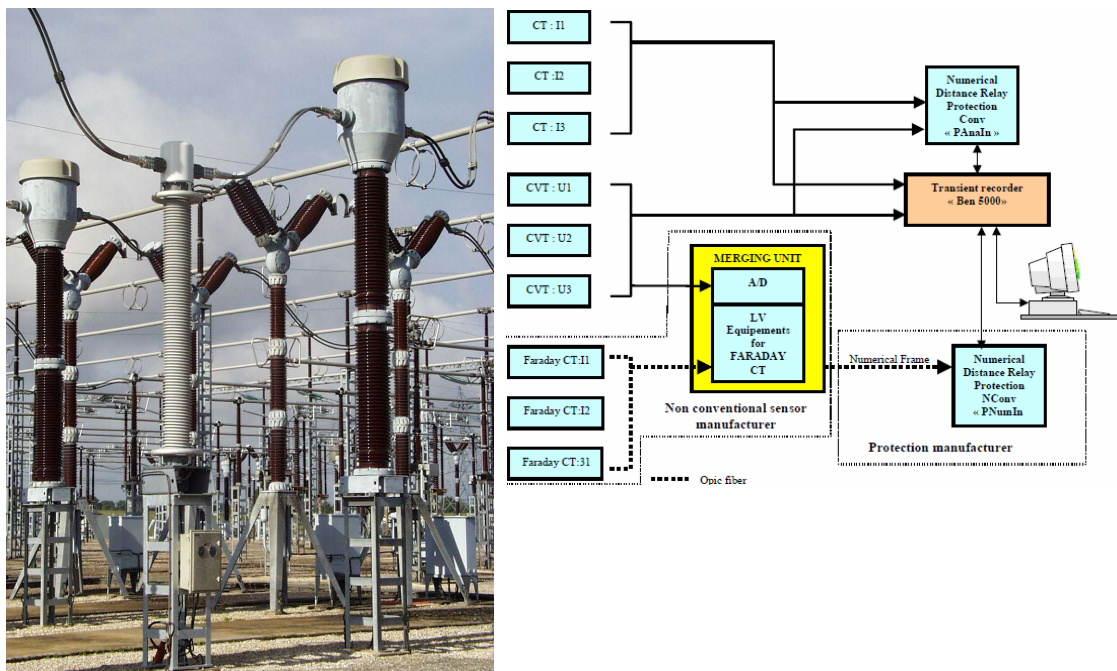 CT : I1
CT :I2
CT : I3
CVT : U1
CVT : U2
CVT : U3
Faraday CT:I1
Faraday CT:I2
Faraday CT:31
MERGING UNIT
A/D
LV
Equipements
for
FARADAY
CT
Non conventional sensor
manufacturer
Opic fiber
Numerical
Distance Relay
Protection
Conv
« PAnaIn »
Transient recorder
« Ben 5000»
Numerical Frame
Numerical
Distance Relay
Protection
NConv
« PNumIn
Protection manufacturer